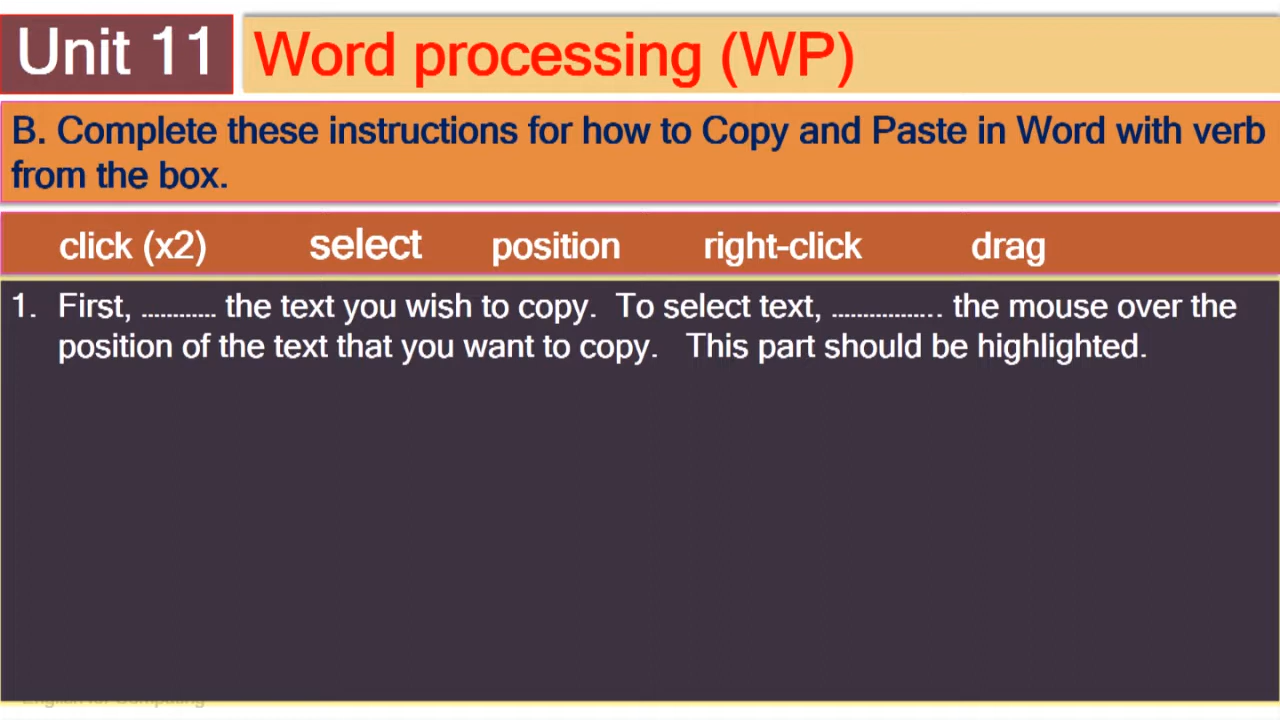 Unit 11
Word processing (WP)
B. Complete these instructions for how to Copy and Paste in Word with verb
from the box.
click (x2) select position right-click drag
1. First, ............ the text you wish to copy. To select text, .................. the mouse over the
position of the text that you want to copy. This part should be highlighted.
English for Computing